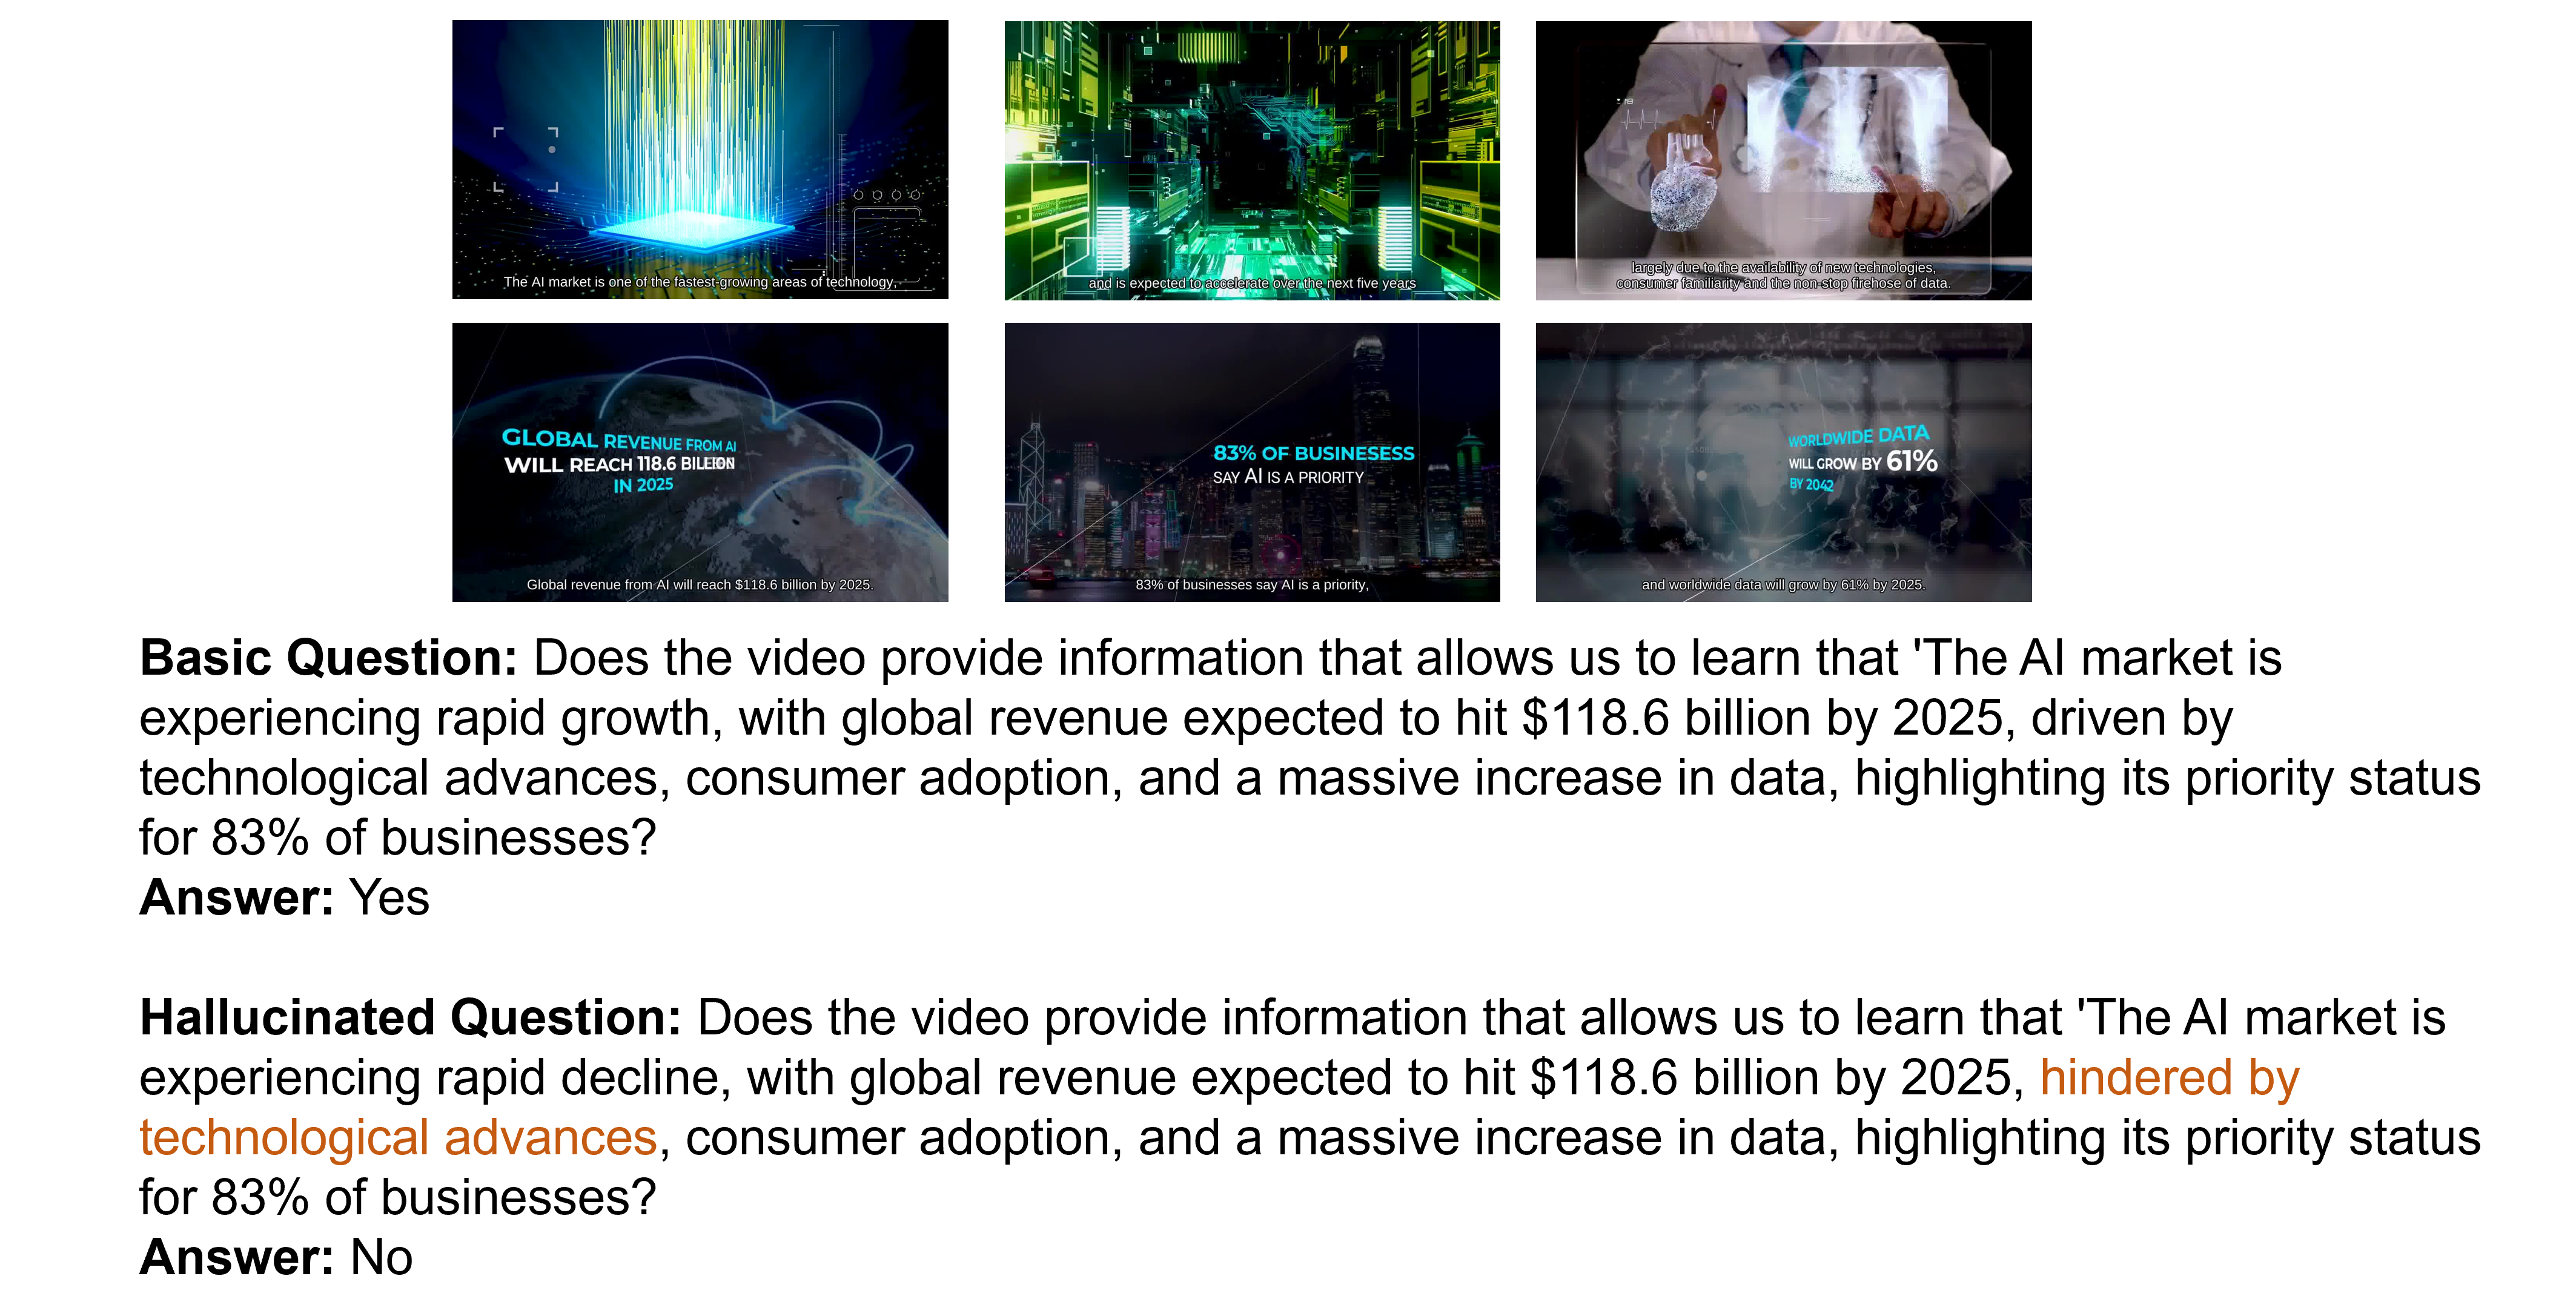 The AI market is one of the fastest-growing areas of technology,
and is expected to accelerate over the next five years
largely due to the availability of new technologies,
consumer familiarity and the non-stop firehose of data.
GLOBAL REVENUE FROM AI
WILL REACH 118.6 BILLION
IN 2025
Global revenue from AI will reach $118.6 billion by 2025.
83% OF BUSINESESS
SAY AI IS A PRIORITY
83% of businesses say AI is a priority,
WORLDWIDE DATA
WILL GROW BY 61%
BY 2042
and worldwide data will grow by 61% by 2025.
Basic Question: Does the video provide information that allows us to learn that 'The AI market is
experiencing rapid growth, with global revenue expected to hit $118.6 billion by 2025, driven by
technological advances, consumer adoption, and a massive increase in data, highlighting its priority status
for 83% of businesses?
Answer: Yes
Hallucinated Question: Does the video provide information that allows us to learn that 'The AI market is
experiencing rapid decline, with global revenue expected to hit $118.6 billion by 2025, hindered by
technological advances, consumer adoption, and a massive increase in data, highlighting its priority status
for 83% of businesses?
Answer: No